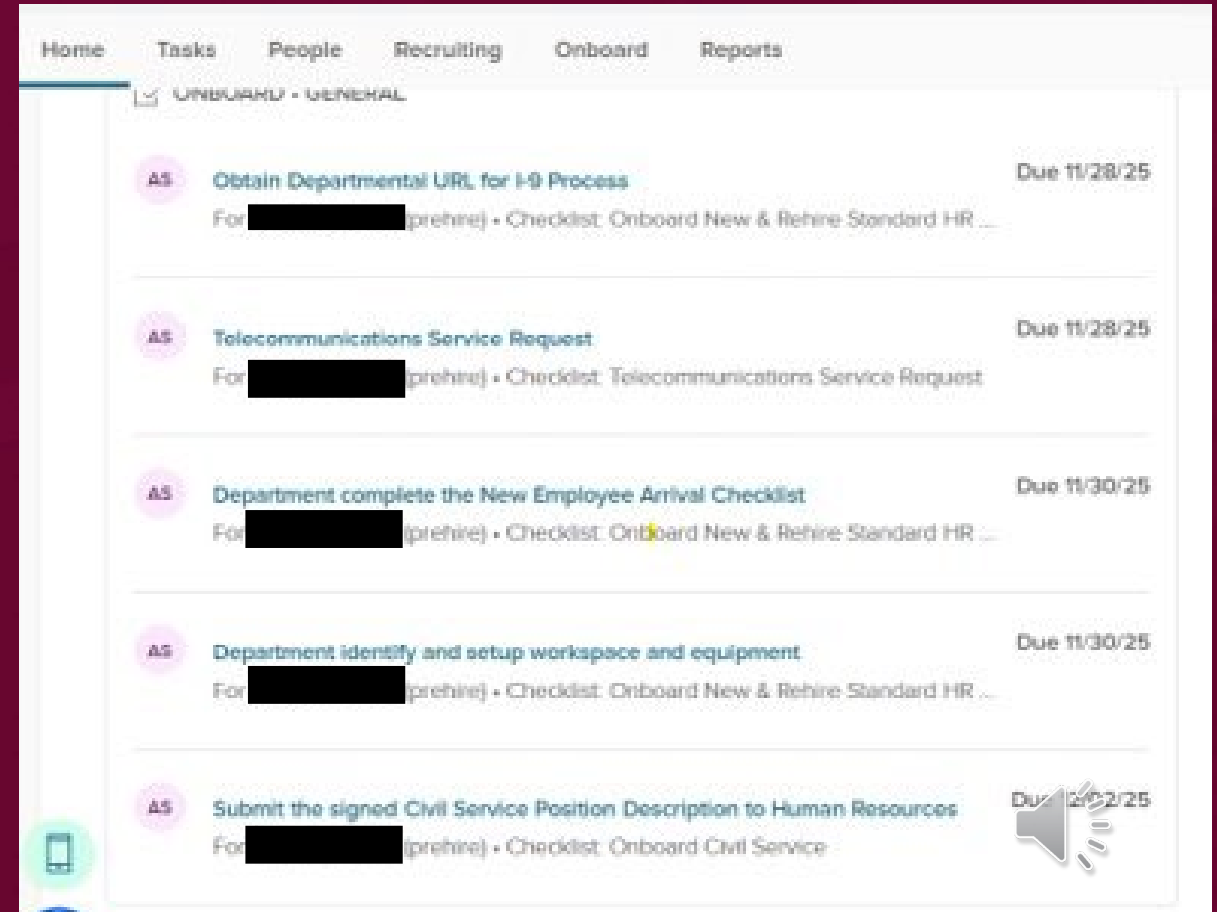 Home Tasks People Recruiting Onboard Reports
ONBOARD - GENERAL
AS Obtain Departmental URL for I-9 Process Due 11/28/25
For (prehire) • Checklist: Onboard New & Rehire Standard HR ...
AS Telecommunications Service Request Due 11/28/25
For (prehire) • Checklist: Telecommunications Service Request
AS Department complete the New Employee Arrival Checklist Due 11/30/25
For (prehire) • Checklist: Onboard New & Rehire Standard HR ...
AS Department identify and setup workspace and equipment Due 11/30/25
For (prehire) • Checklist: Onboard New & Rehire Standard HR ...
AS Submit the signed Civil Service Position Description to Human Resources Due 12/02/25
For (prehire) • Checklist: Onboard Civil Service